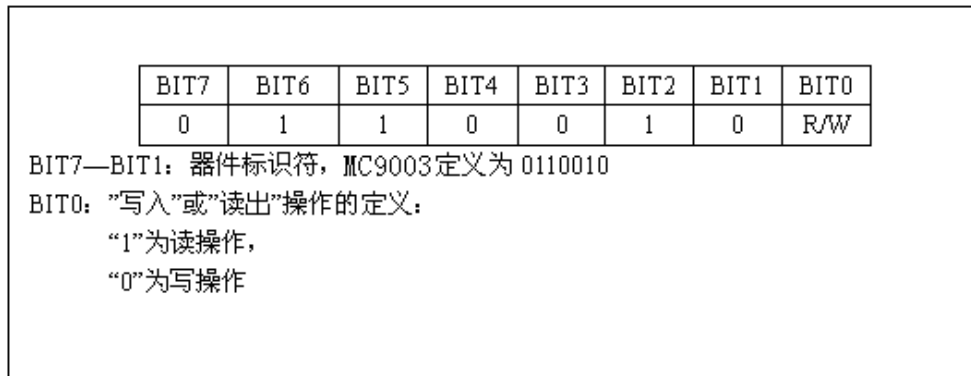 BIT7 BIT6 BIT5 BIT4 BIT3 BIT2 BIT1 BIT0
0 1 1 0 0 1 0 R/W
BIT7—BIT1：器件标识符，MC9003定义为 0110010
BIT0：”写入”或”读出”操作的定义：
“1”为读操作，
“0”为写操作